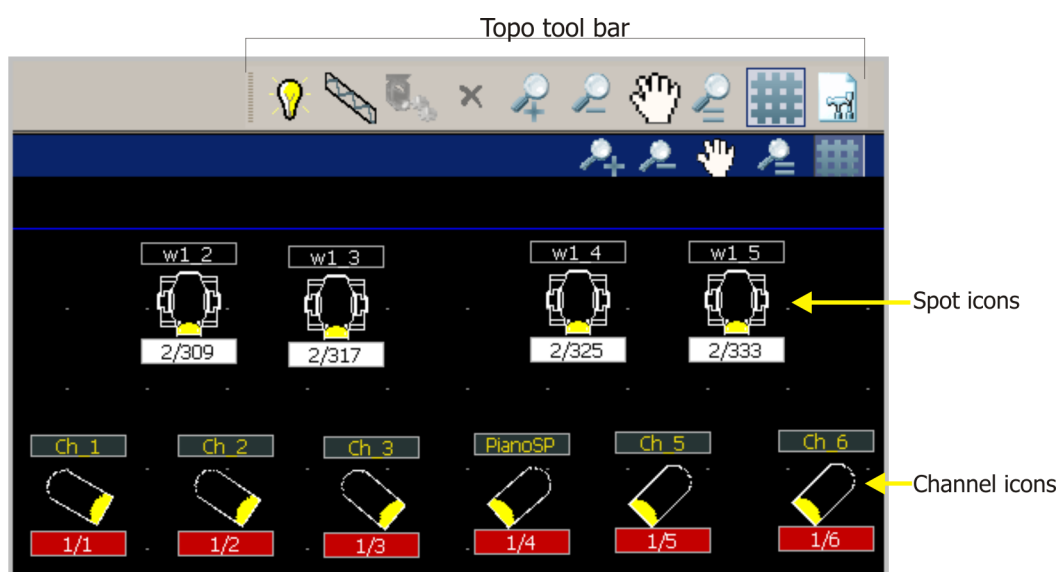 Topo tool bar
w1_2 w1_3 w1_4 w1_5
Spot icons
2/309 2/317 2/325 2/333
Ch_1 Ch_2 Ch_3 PianoSP Ch_5 Ch_6
Channel icons
1/1 1/2 1/3 1/4 1/5 1/6